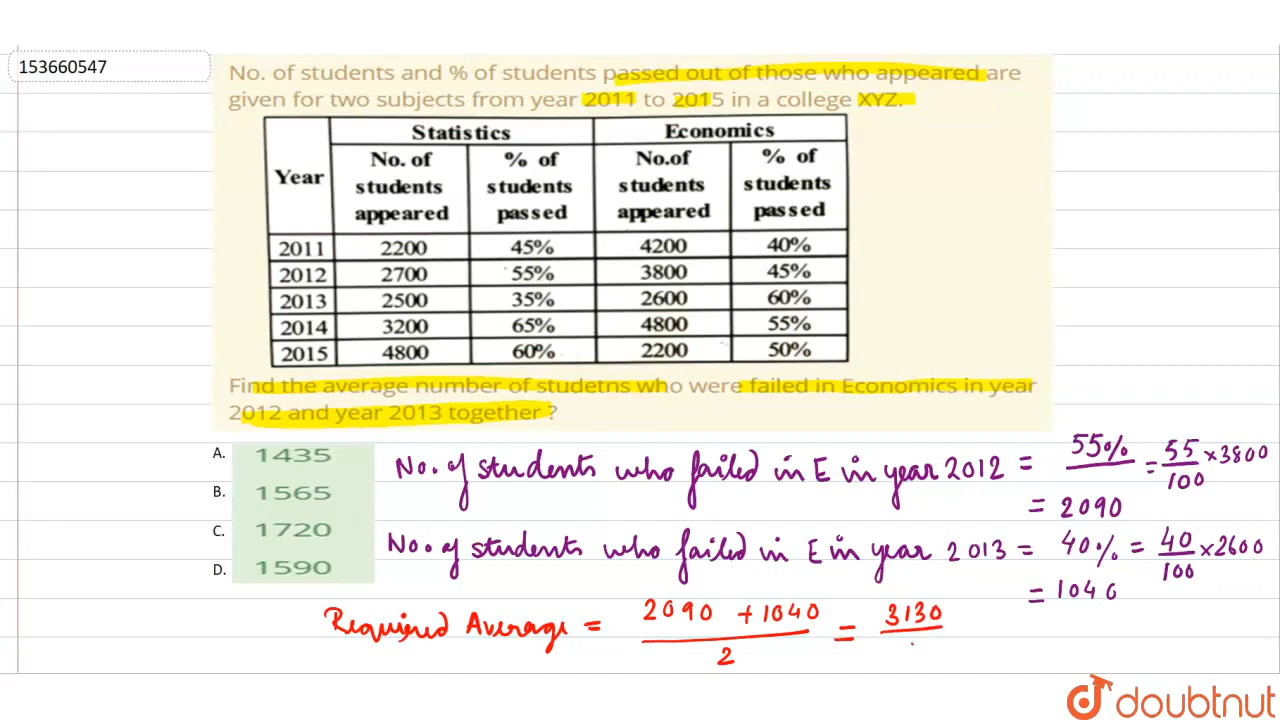 153660547
No. of students and % of students passed out of those who appeared are
given for two subjects from year 2011 to 2015 in a college XYZ.
Year Statistics Economics
No. of students appeared % of students passed No.of students appeared % of students passed
2011 2200 45% 4200 40%
2012 2700 55% 3800 45%
2013 2500 35% 2600 60%
2014 3200 65% 4800 55%
2015 4800 60% 2200 50%
Find the average number of studetns who were failed in Economics in year
2012 and year 2013 together ?
A. 1435
B. 1565
C. 1720
D. 1590
No. of students who failed in E in year 2012 = 55% = 55/100 × 3800
= 2090
No. of students who failed in E in year 2013 = 40% = 40/100 × 2600
= 1040
Required Average = 2090 + 1040 / 2 = 3130
doubtnut